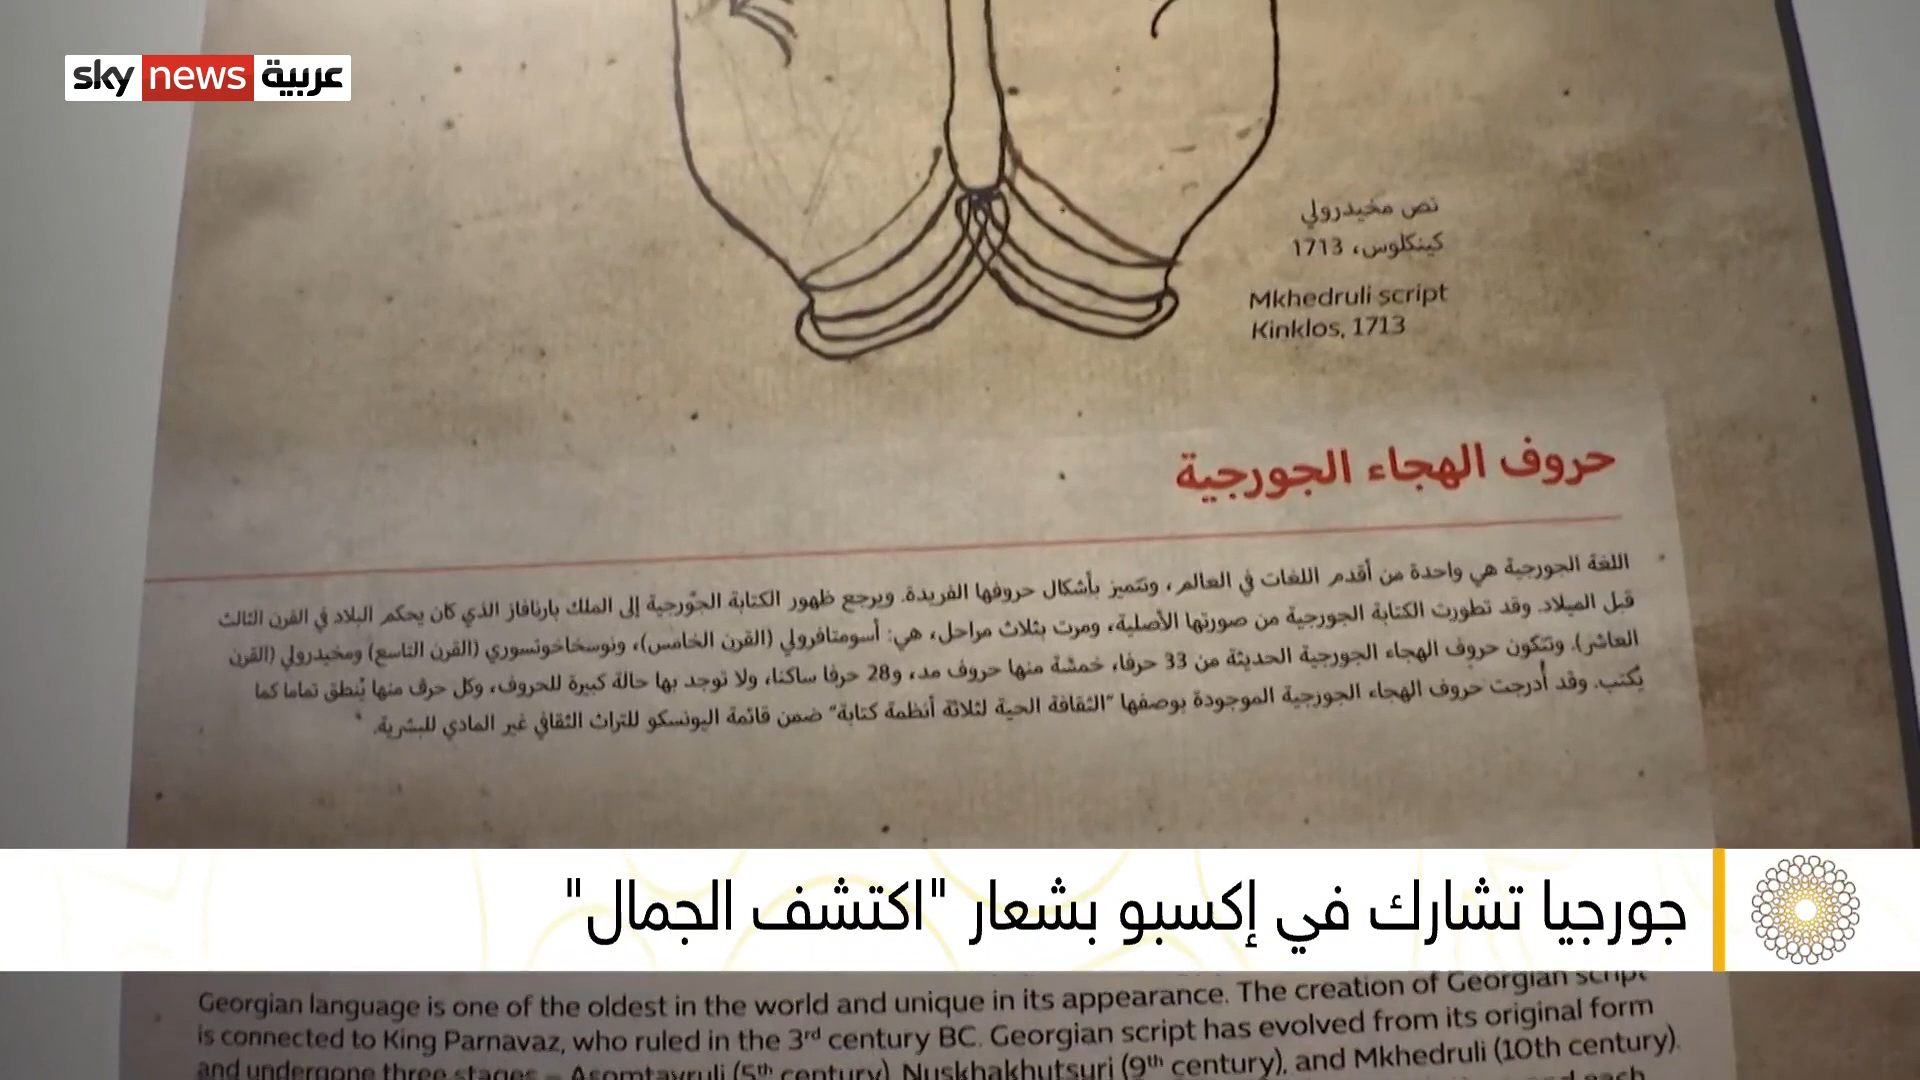 sky news عربية
نص مخيدرولي
كينكلوس، 1713
Mkhedruli script
Kinklos, 1713
حروف الهجاء الجورجية
اللغة الجورجية هي واحدة من أقدم اللغات في العالم، وتتميز بأشكال حروفها الفريدة. ويرجع ظهور الكتابة الجورجية إلى الملك بارنافاز الذي كان يحكم البلاد في القرن الثالث
قبل الميلاد. وقد تطورت الكتابة الجورجية من صورتها الأصلية، ومرت بثلاث مراحل، هي: أسومتافرولي (القرن الخامس)، ونوسخاخوتسوري (القرن التاسع) ومخيدرولي (القرن
العاشر). وتتكون حروف الهجاء الجورجية الحديثة من 33 حرفا، خمسة منها حروف مد، و28 حرفا ساكنا، ولا توجد بها حالة كبيرة للحروف، وكل حرف منها يُنطق تماما كما
يُكتب. وقد أُدرجت حروف الهجاء الجورجية الموجودة بوصفها "الثقافة الحية لثلاثة أنظمة كتابة" ضمن قائمة اليونسكو للتراث الثقافي غير المادي للبشرية.
جورجيا تشارك في إكسبو بشعار "اكتشف الجمال"
Georgian language is one of the oldest in the world and unique in its appearance. The creation of Georgian script
is connected to King Parnavaz, who ruled in the 3rd century BC. Georgian script has evolved from its original form
and undergone three stages – Asomtavruli (5th century), Nuskhakhutsuri (9th century), and Mkhedruli (10th century).